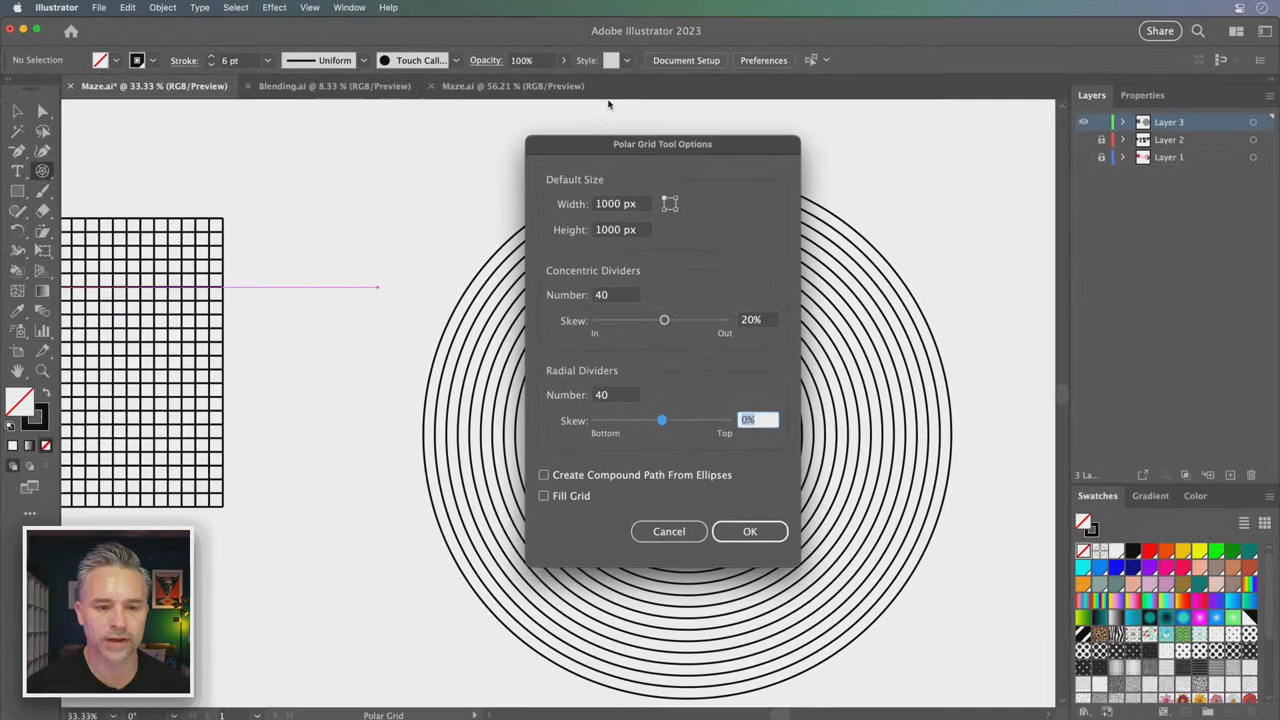 Illustrator File Edit Object Type Select Effect View Window Help
Adobe Illustrator 2023
Share
No Selection
Stroke: 6 pt
Uniform
Touch Call...
Opacity: 100%
Style:
Document Setup
Preferences
Maze.ai* @ 33.33 % (RGB/Preview)
Blending.ai @ 8.33 % (RGB/Preview)
Maze.ai @ 56.21 % (RGB/Preview)
Layers Properties
Layer 3
Layer 2
Layer 1
Polar Grid Tool Options
Default Size
Width: 1000 px
Height: 1000 px
Concentric Dividers
Number: 40
Skew: 20%
In Out
Radial Dividers
Number: 40
Skew: 0%
Bottom Top
Create Compound Path From Ellipses
Fill Grid
Cancel OK
3 La...
Swatches Gradient Color
33.33% 0° 1 Polar Grid